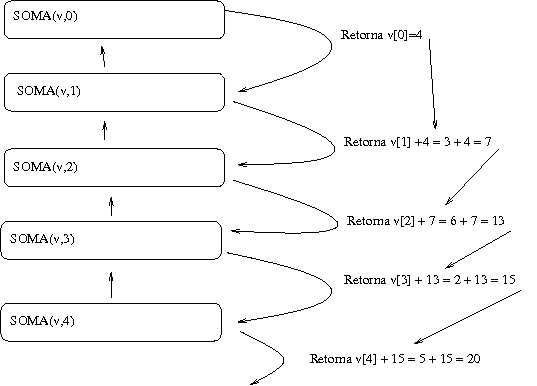 SOMA(v,0)
Retorna v[0]=4
SOMA(v,1)
Retorna v[1] +4 = 3 + 4 = 7
SOMA(v,2)
Retorna v[2] + 7 = 6 + 7 = 13
SOMA(v,3)
Retorna v[3] + 13 = 2 + 13 = 15
SOMA(v,4)
Retorna v[4] + 15 = 5 + 15 = 20